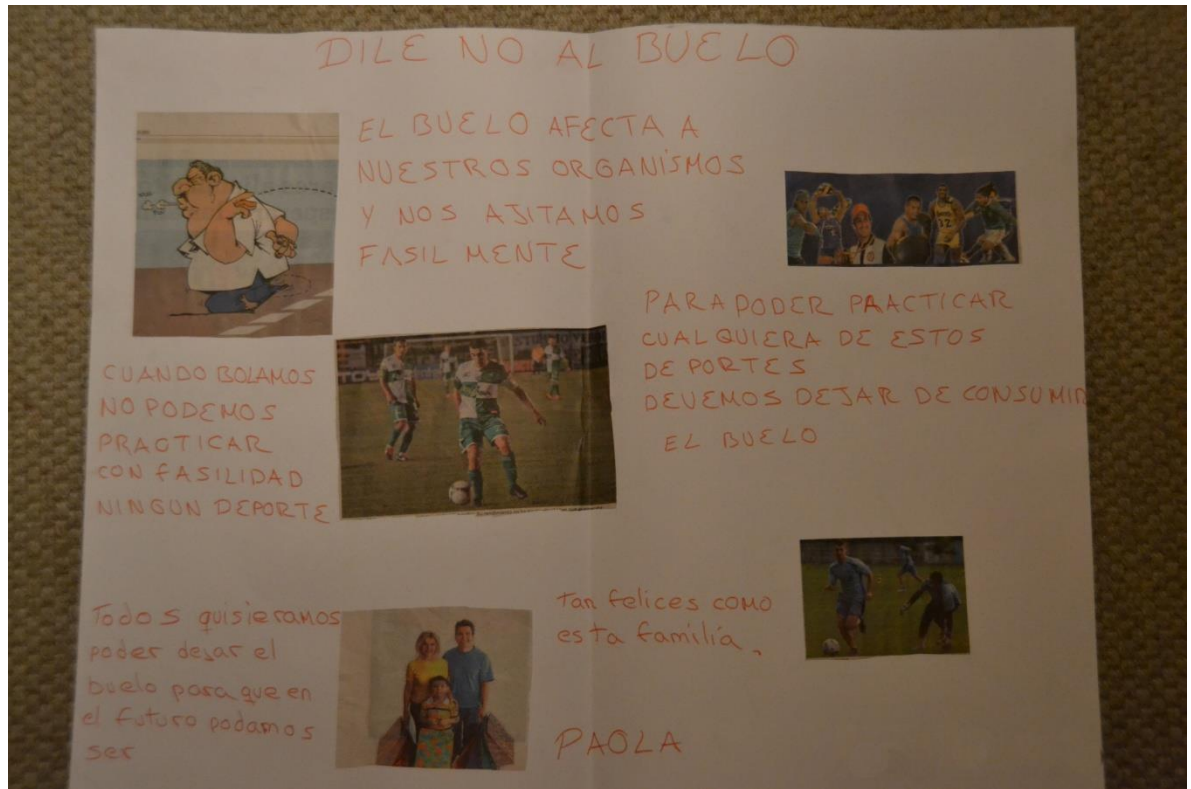 DILE NO AL BUELO
EL BUELO AFECTA A
NUESTROS ORGANÍSMOS
Y NOS AJITAMOS
FASIL MENTE
PARA PODER PRACTICAR
CUALQUIERA DE ESTOS
DE PORTES
DEVEMOS DEJAR DE CONSUMIR
EL BUELO
CUANDO BOLAMOS
NO PODEMOS
PRACTICAR
CON FASILIDAD
NINGUN DEPORTE
Todos quisieramos
poder dejar el
buelo para que en
el futuro podamos
ser
tan felices como
esta familia.
PAOLA